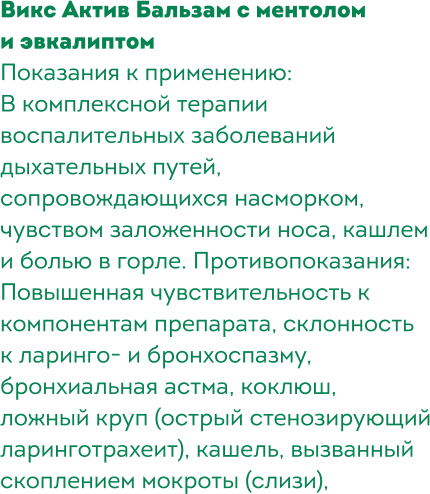 Викс Актив Бальзам с ментолом
и эвкалиптом
Показания к применению:
В комплексной терапии
воспалительных заболеваний
дыхательных путей,
сопровождающихся насморком,
чувством заложенности носа, кашлем
и болью в горле. Противопоказания:
Повышенная чувствительность к
компонентам препарата, склонность
к ларинго- и бронхоспазму,
бронхиальная астма, коклюш,
ложный круп (острый стенозирующий
ларинготрахеит), кашель, вызванный
скоплением мокроты (слизи),